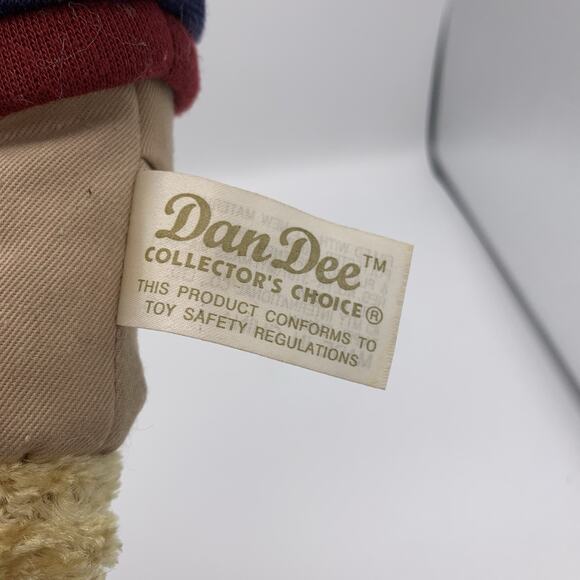 Dan Dee™
COLLECTOR'S CHOICE®
THIS PRODUCT CONFORMS TO
TOY SAFETY REGULATIONS